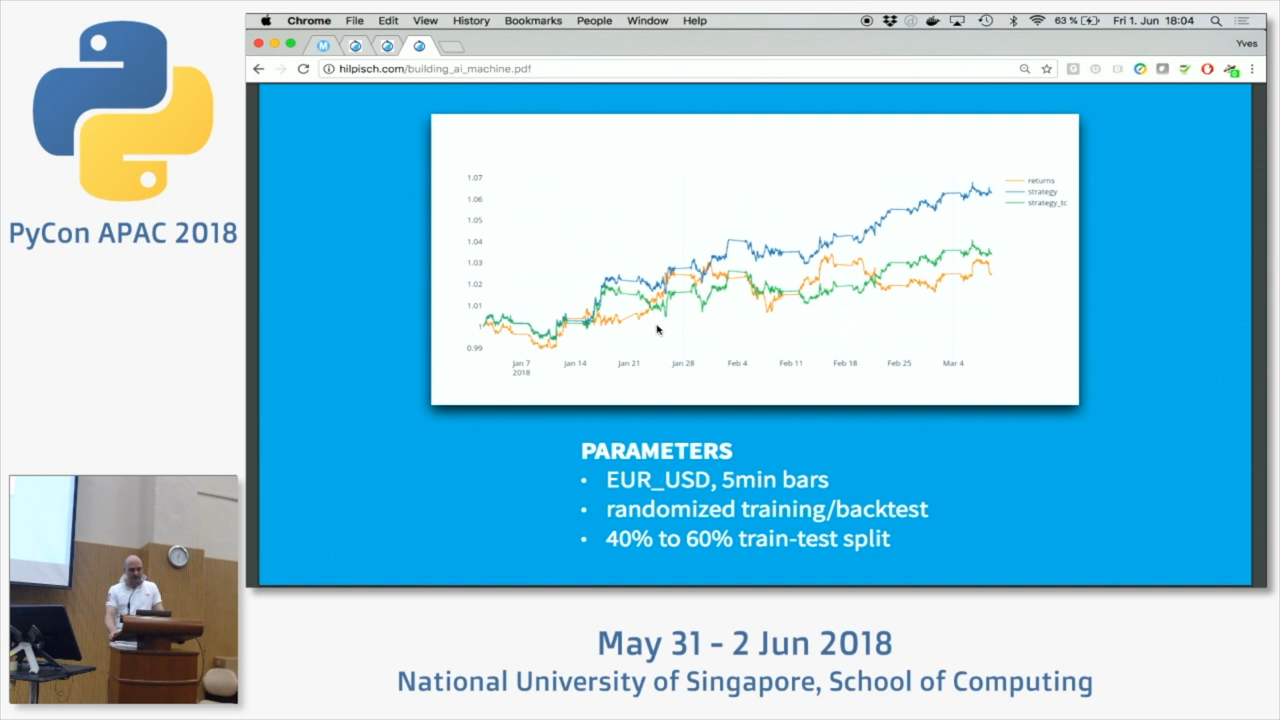 PyCon APAC 2018
Chrome File Edit View History Bookmarks People Window Help 63 % Fri 1. Jun 18:04
Yves
hilpisch.com/building_ai_machine.pdf
1.07
1.06
1.05
1.04
1.03
1.02
1.01
1
0.99
Jan 7 Jan 14 Jan 21 Jan 28 Feb 4 Feb 11 Feb 18 Feb 25 Mar 4
2018
returns
strategy
strategy_tc
PARAMETERS
• EUR_USD, 5min bars
• randomized training/backtest
• 40% to 60% train-test split
May 31 - 2 Jun 2018
National University of Singapore, School of Computing